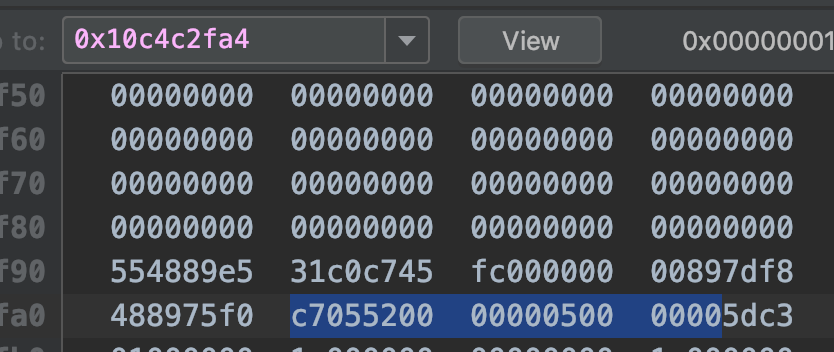 to: 0x10c4c2fa4 View 0x00000001
f50 00000000 00000000 00000000 00000000
f60 00000000 00000000 00000000 00000000
f70 00000000 00000000 00000000 00000000
f80 00000000 00000000 00000000 00000000
f90 554889e5 31c0c745 fc000000 00897df8
fa0 488975f0 c7055200 00000500 00005dc3